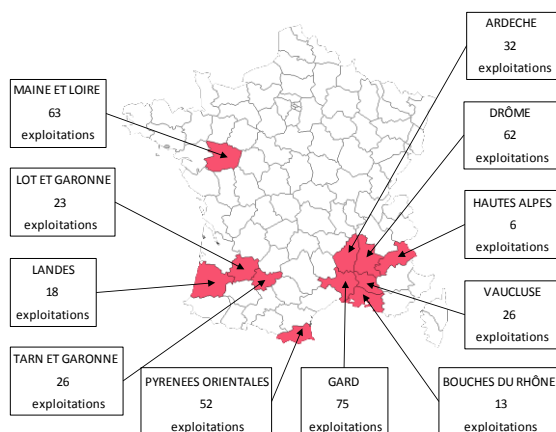 ARDECHE
32
exploitations
MAINE ET LOIRE
63
exploitations
DRÔME
62
exploitations
LOT ET GARONNE
23
exploitations
HAUTES ALPES
6
exploitations
LANDES
18
exploitations
VAUCLUSE
26
exploitations
TARN ET GARONNE
26
exploitations
PYRENEES ORIENTALES
52
exploitations
GARD
75
exploitations
BOUCHES DU RHÔNE
13
exploitations